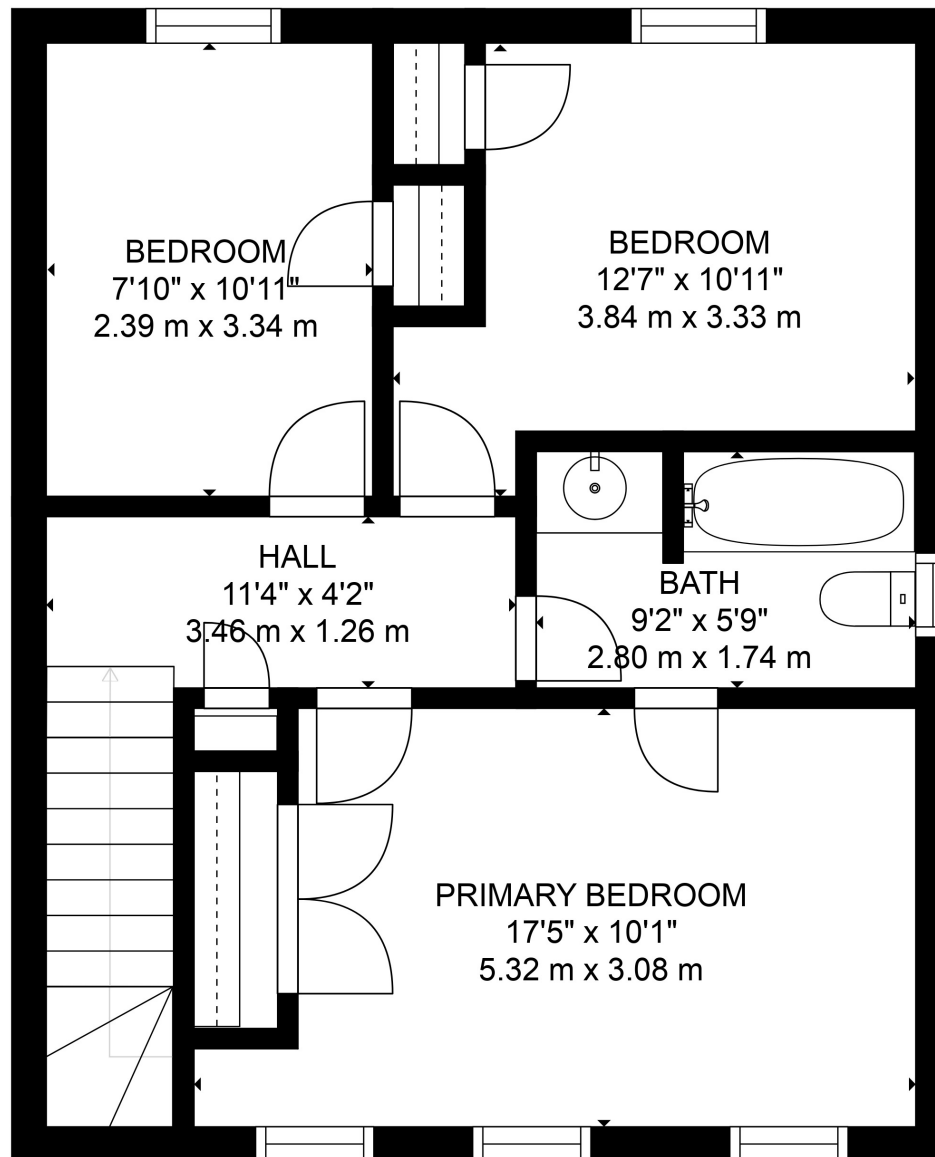 BEDROOM
7'10" x 10'11"
2.39 m x 3.34 m
BEDROOM
12'7" x 10'11"
3.84 m x 3.33 m
HALL
11'4" x 4'2"
3.46 m x 1.26 m
BATH
9'2" x 5'9"
2.80 m x 1.74 m
PRIMARY BEDROOM
17'5" x 10'1"
5.32 m x 3.08 m